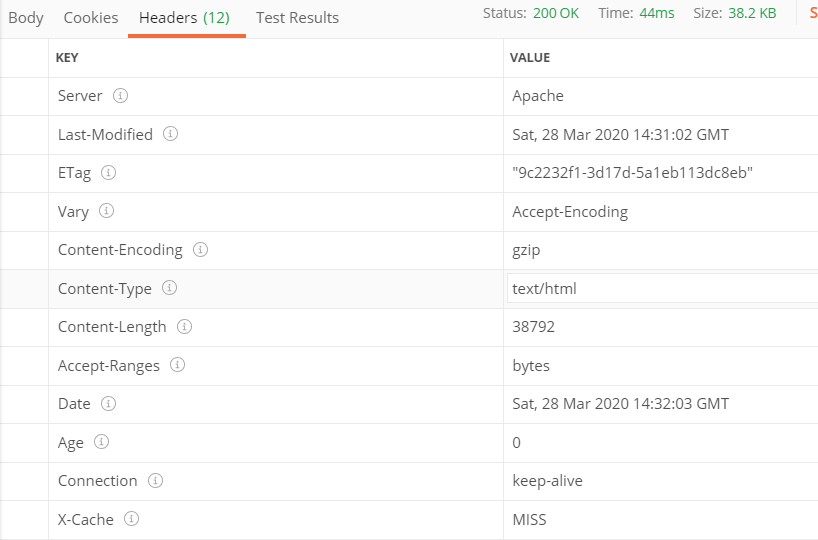 Body Cookies Headers (12) Test Results Status: 200 OK Time: 44ms Size: 38.2 KB S
KEY VALUE
Server Apache
Last-Modified Sat, 28 Mar 2020 14:31:02 GMT
ETag "9c2232f1-3d17d-5a1eb113dc8eb"
Vary Accept-Encoding
Content-Encoding gzip
Content-Type text/html
Content-Length 38792
Accept-Ranges bytes
Date Sat, 28 Mar 2020 14:32:03 GMT
Age 0
Connection keep-alive
X-Cache MISS